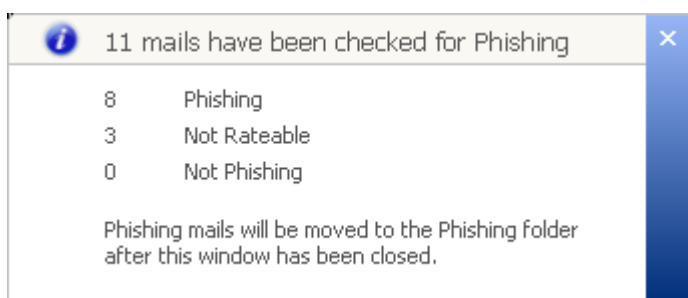 11 mails have been checked for Phishing
8 Phishing
3 Not Rateable
0 Not Phishing
Phishing mails will be moved to the Phishing folder
after this window has been closed.